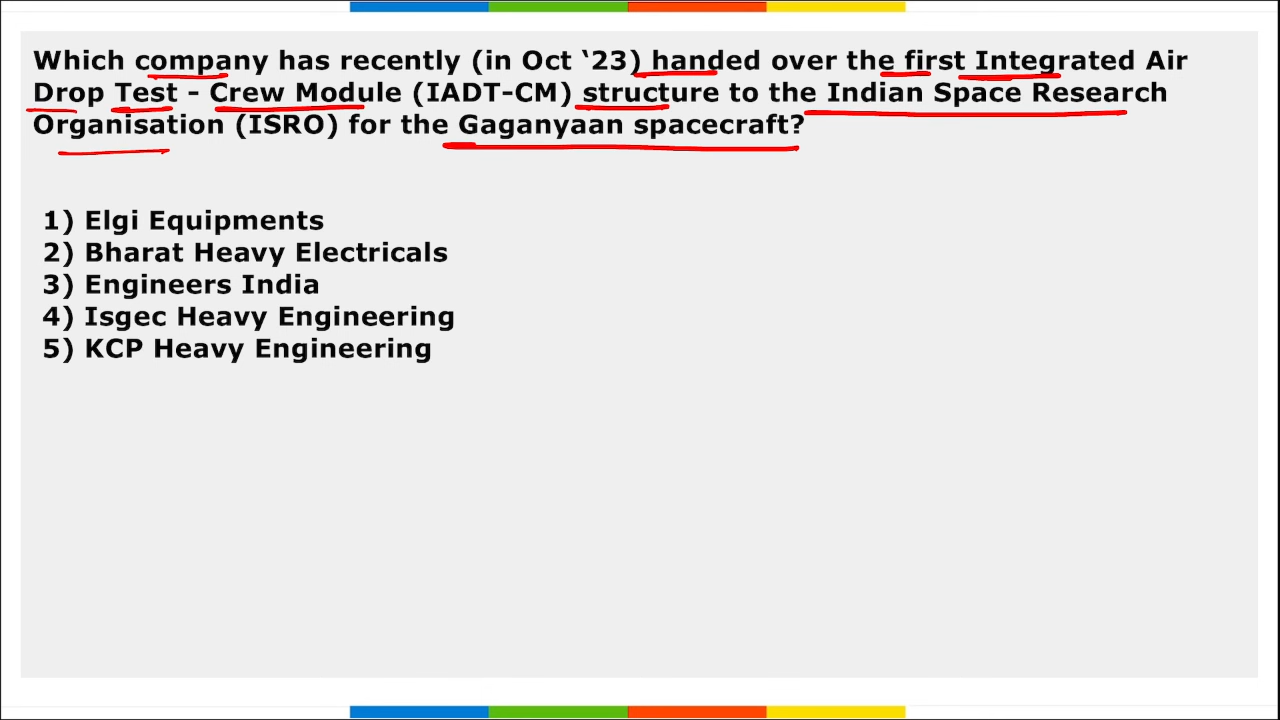 Which company has recently (in Oct ‘23) handed over the first Integrated Air
Drop Test - Crew Module (IADT-CM) structure to the Indian Space Research
Organisation (ISRO) for the Gaganyaan spacecraft?
1) Elgi Equipments
2) Bharat Heavy Electricals
3) Engineers India
4) Isgec Heavy Engineering
5) KCP Heavy Engineering